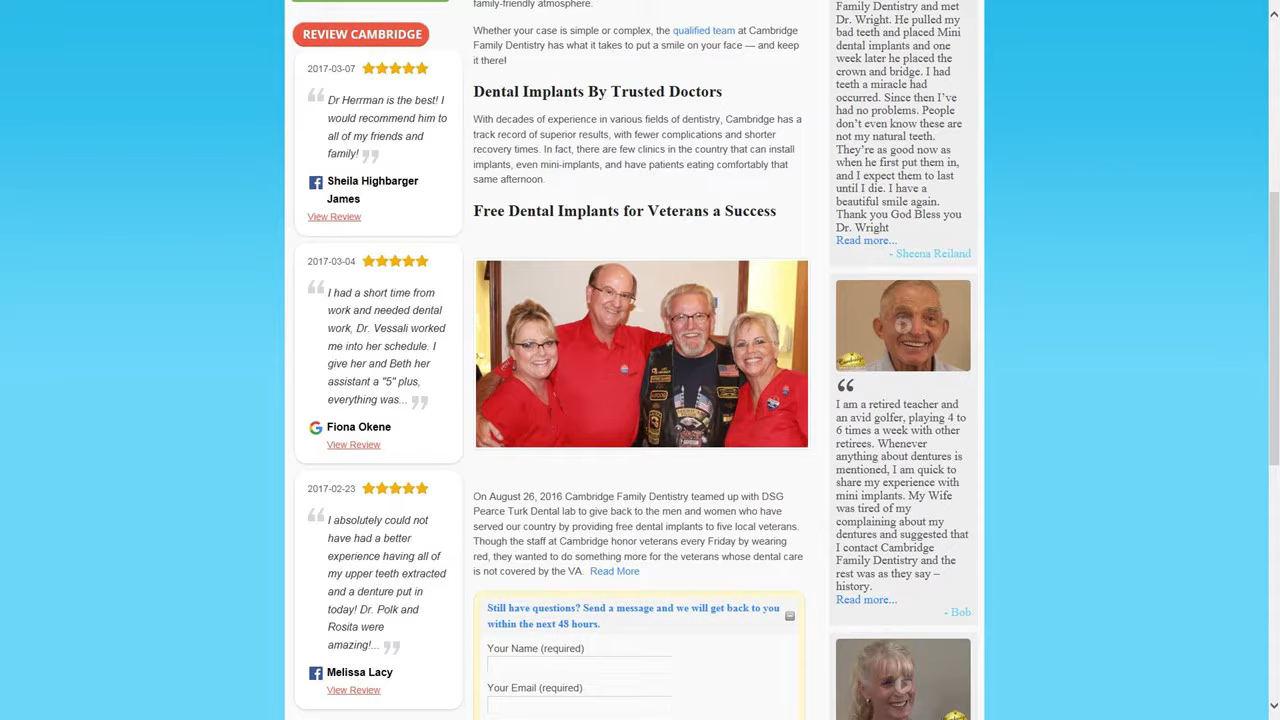 REVIEW CAMBRIDGE
2017-03-07
Dr Herrman is the best! I
would recommend him to
all of my friends and
family!
Sheila Highbarger
James
View Review
2017-03-04
I had a short time from
work and needed dental
work, Dr. Vessali worked
me into her schedule. I
give her and Beth her
assistant a "5" plus,
everything was...
Fiona Okene
View Review
2017-02-23
I absolutely could not
have had a better
experience having all of
my upper teeth extracted
and a denture put in
today! Dr. Polk and
Rosita were
amazing!...
Melissa Lacy
View Review
family-friendly atmosphere.
Whether your case is simple or complex, the qualified team at Cambridge
Family Dentistry has what it takes to put a smile on your face — and keep
it there!
Dental Implants By Trusted Doctors
With decades of experience in various fields of dentistry, Cambridge has a
track record of superior results, with fewer complications and shorter
recovery times. In fact, there are few clinics in the country that can install
implants, even mini-implants, and have patients eating comfortably that
same afternoon.
Free Dental Implants for Veterans a Success
On August 26, 2016 Cambridge Family Dentistry teamed up with DSG
Pearce Turk Dental lab to give back to the men and women who have
served our country by providing free dental implants to five local veterans.
Though the staff at Cambridge honor veterans every Friday by wearing
red, they wanted to do something more for the veterans whose dental care
is not covered by the VA. Read More
Still have questions? Send a message and we will get back to you
within the next 48 hours.
Your Name (required)
Your Email (required)
Family Dentistry and met
Dr. Wright. He pulled my
bad teeth and placed Mini
dental implants and one
week later he placed the
crown and bridge. I had
teeth a miracle had
occurred. Since then I've
had no problems. People
don't even know these are
not my natural teeth.
They're as good now as
when he first put them in,
and I expect them to last
until I die. I have a
beautiful smile again.
Thank you God Bless you
Dr. Wright
Read more...
- Sheena Reiland
I am a retired teacher and
an avid golfer, playing 4 to
6 times a week with other
retirees. Whenever
anything about dentures is
mentioned, I am quick to
share my experience with
mini implants. My Wife
was tired of my
complaining about my
dentures and suggested that
I contact Cambridge
Family Dentistry and the
rest was as they say –
history.
Read more...
- Bob